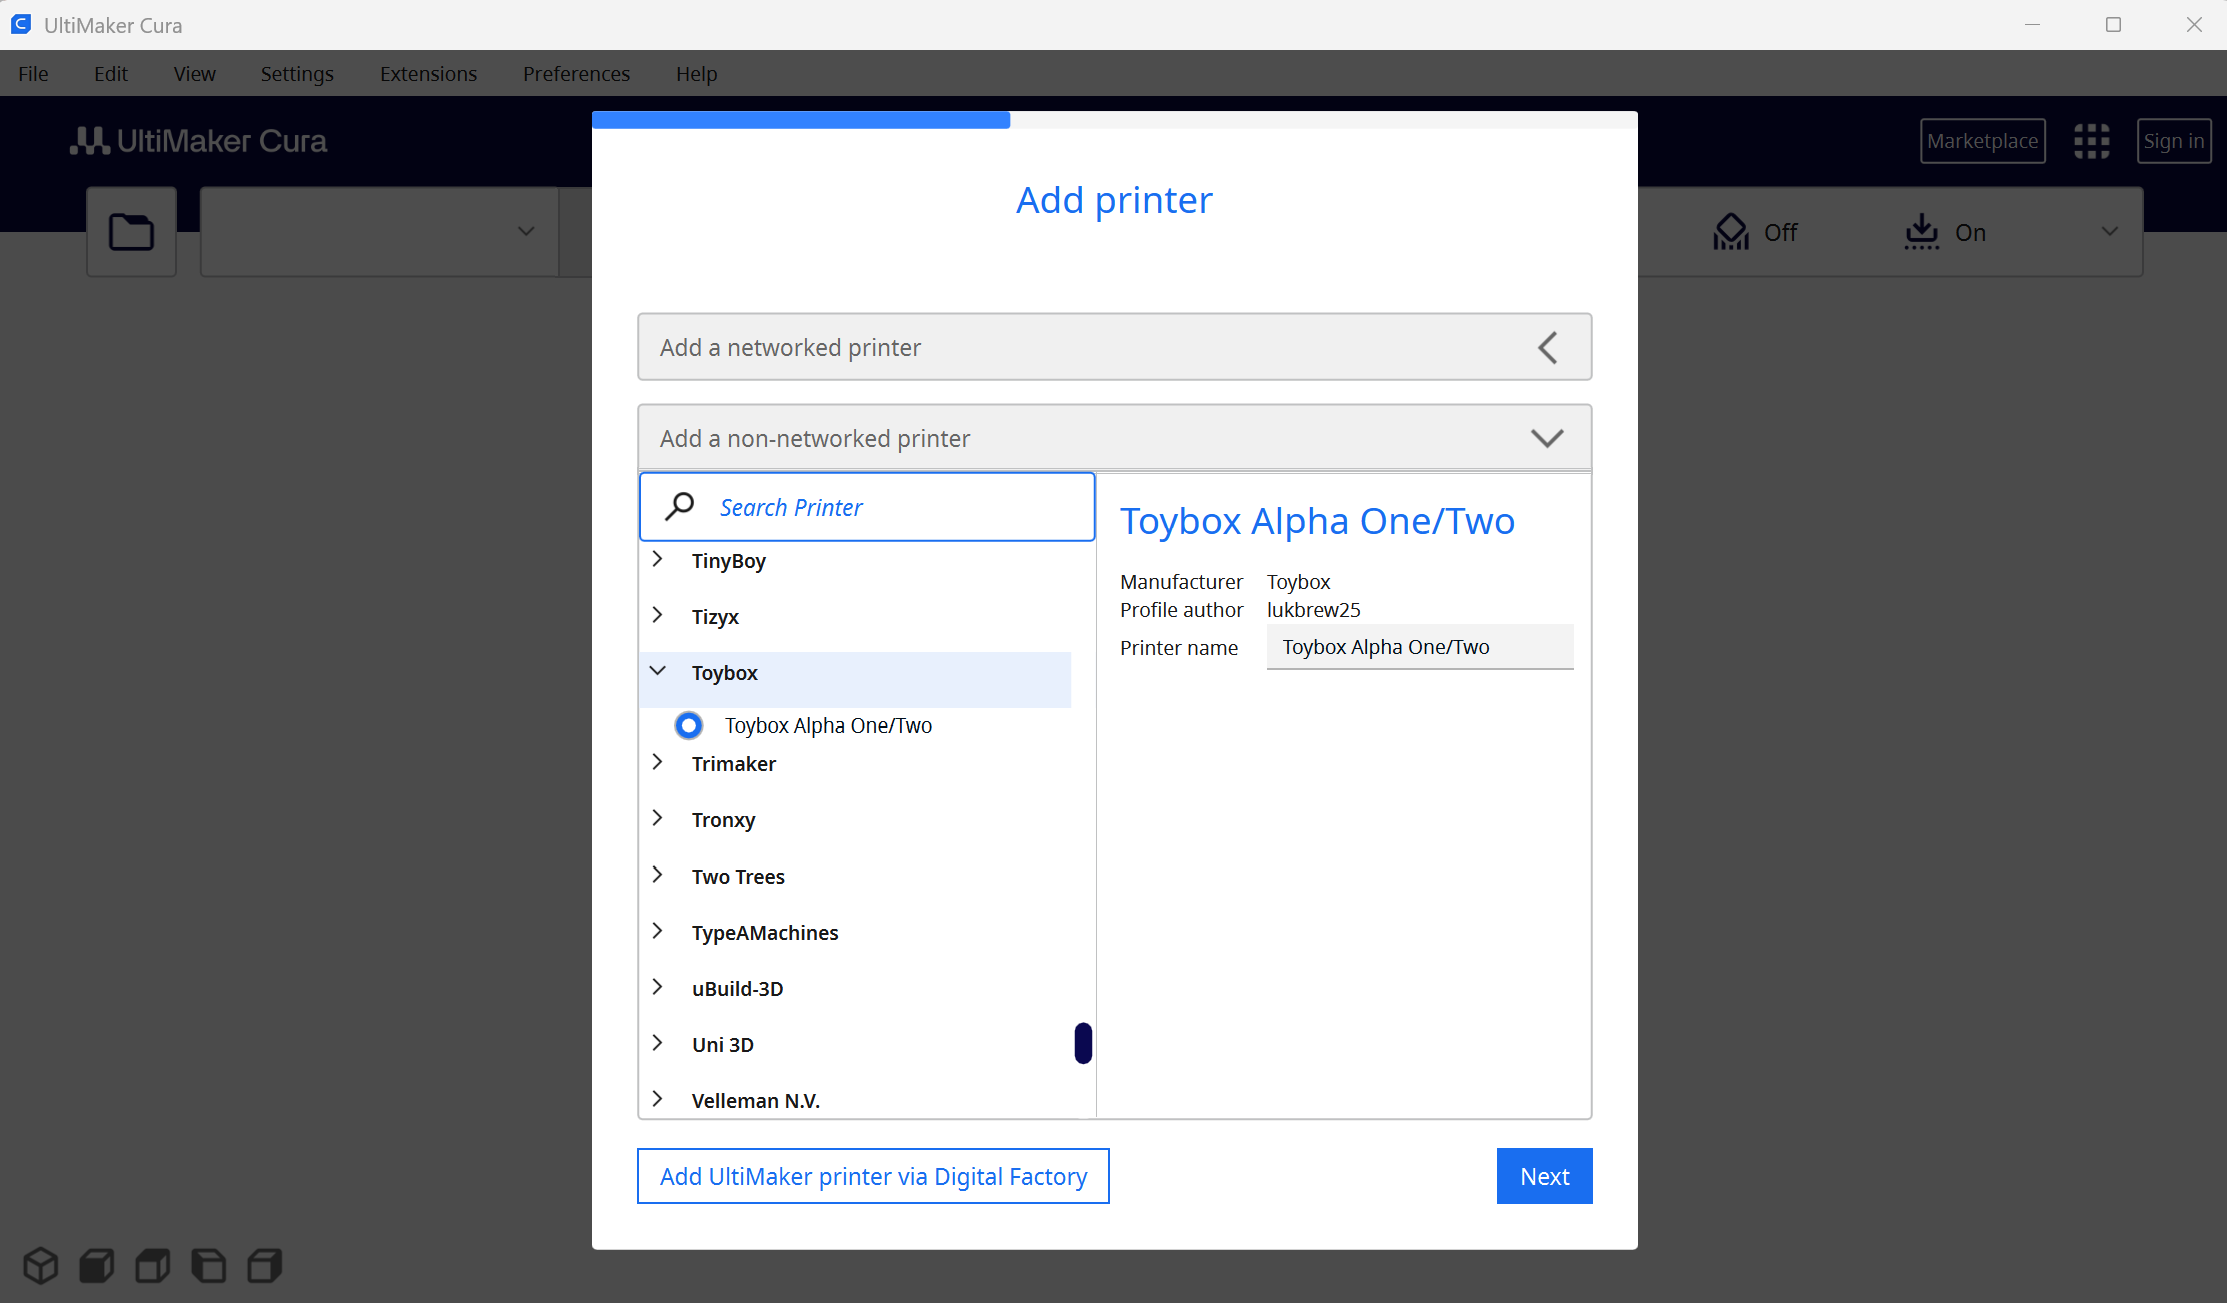 UltiMaker Cura
File Edit View Settings Extensions Preferences Help
UltiMaker Cura
Marketplace
Sign in
Off
On
Add printer
Add a networked printer
Add a non-networked printer
Search Printer
TinyBoy
Tizyx
Toybox
Toybox Alpha One/Two
Trimaker
Tronxy
Two Trees
TypeAMachines
uBuild-3D
Uni 3D
Velleman N.V.
Toybox Alpha One/Two
Manufacturer Toybox
Profile author lukbrew25
Printer name Toybox Alpha One/Two
Add UltiMaker printer via Digital Factory
Next